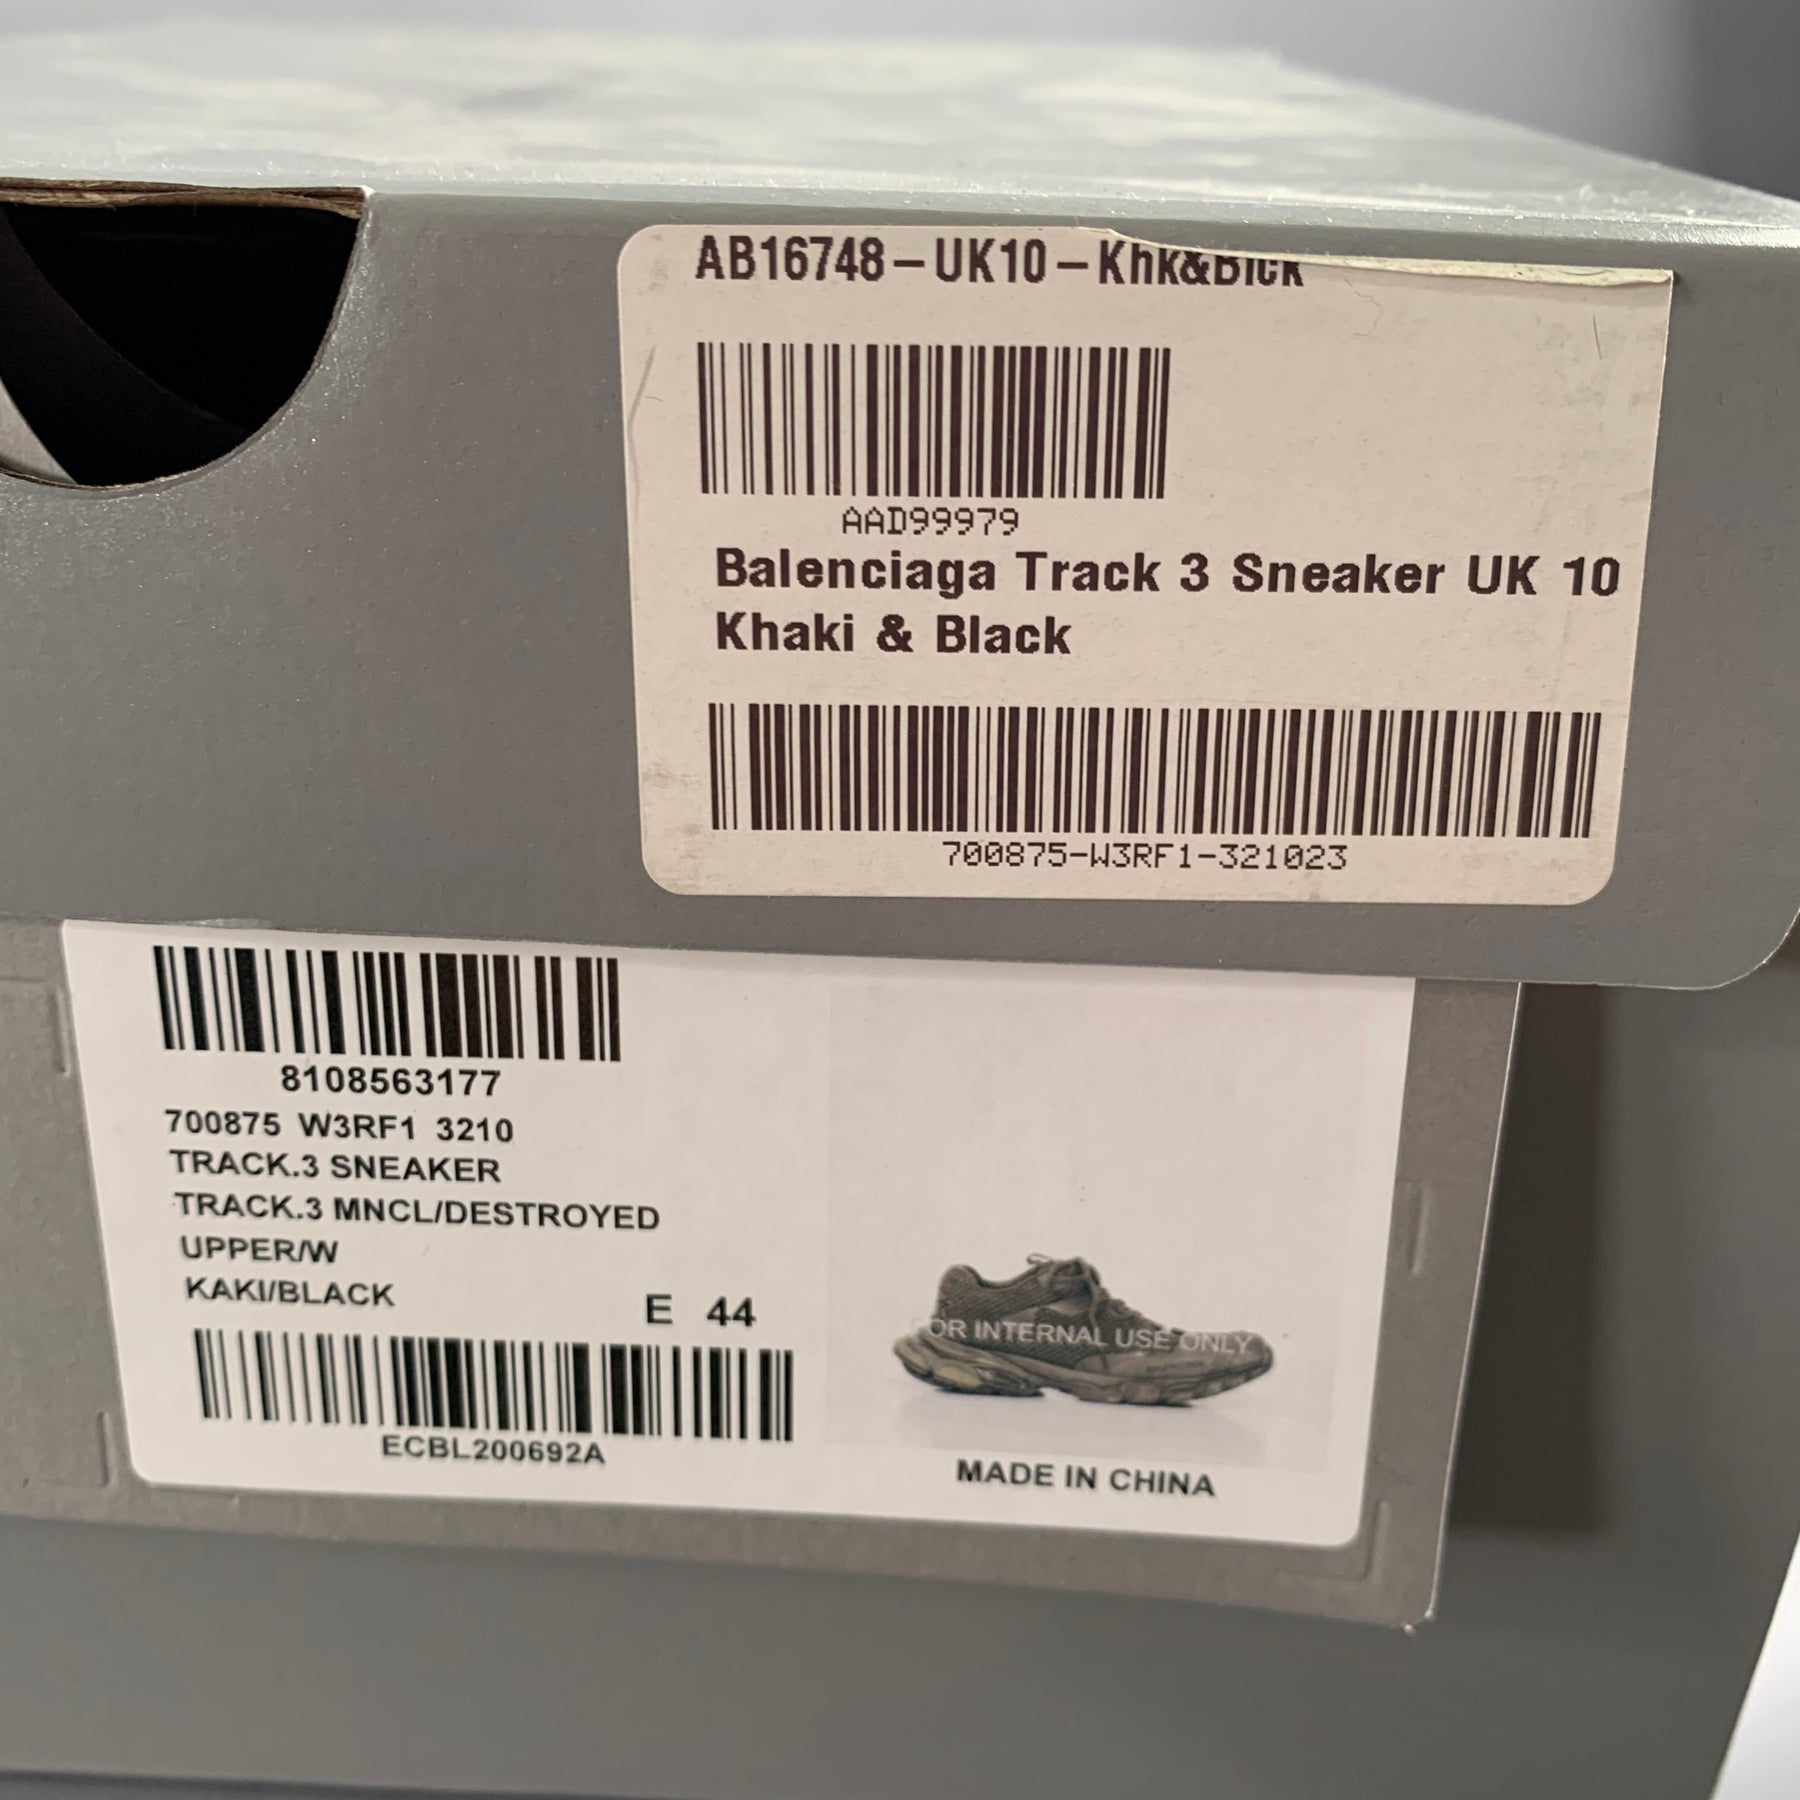 AB16748-UK10-Khk&Blck
AAD99979
Balenciaga Track 3 Sneaker UK 10
Khaki & Black
700875-W3RF1-321023
8108563177
700875 W3RF1 3210
TRACK.3 SNEAKER
TRACK.3 MNCL/DESTROYED
UPPER/W
KAKI/BLACK
E 44
ECBL200692A
FOR INTERNAL USE ONLY
MADE IN CHINA